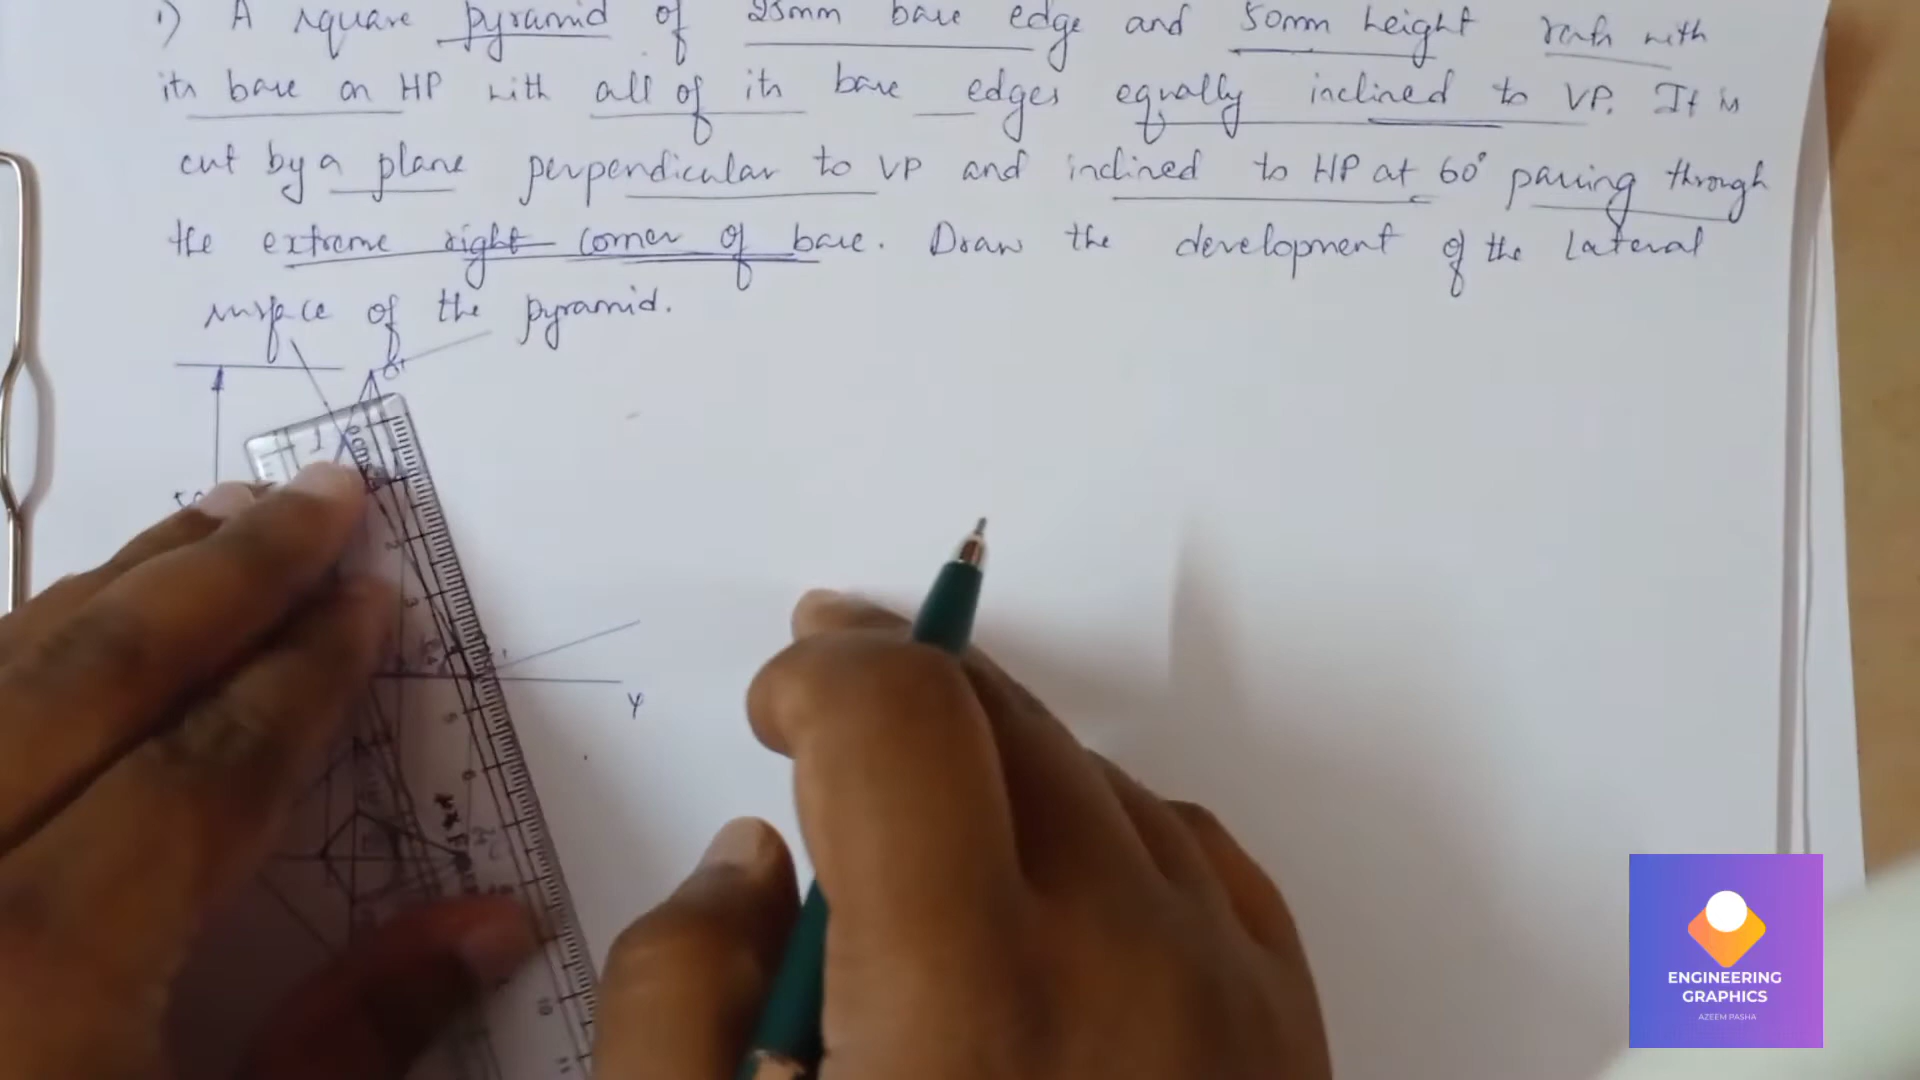 1) A square pyramid of 25mm base edge and 50mm height rests with
its base on HP with all of its base edges equally inclined to VP. It is
cut by a plane perpendicular to VP and inclined to HP at 60° passing through
the extreme right corner of base. Draw the development of the lateral
surface of the pyramid.
O'
Y
ENGINEERING
GRAPHICS
AZEEM PASHA